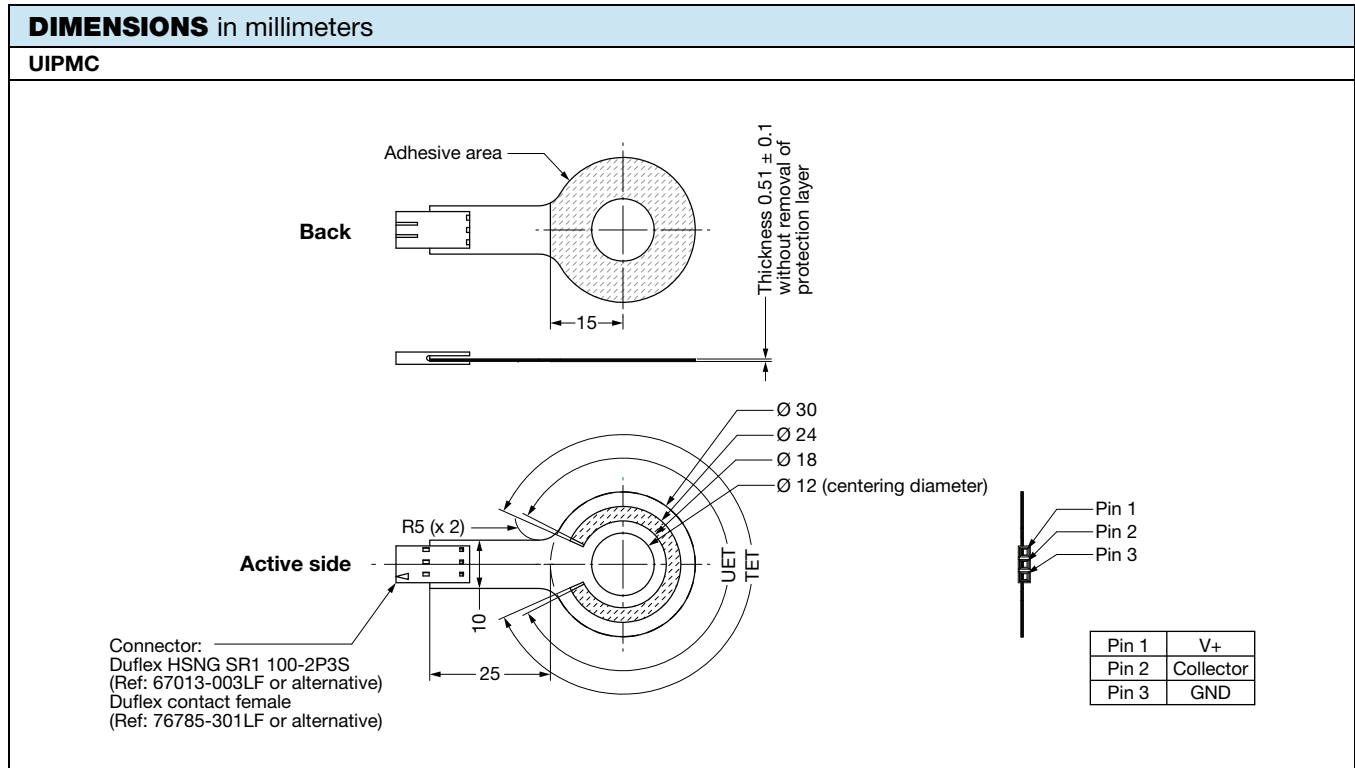 DIMENSIONS in millimeters
UIPMC
Adhesive area
Back
Thickness 0.51 ± 0.1
without removal of
protection layer
15
Ø 30
Ø 24
Ø 18
Ø 12 (centering diameter)
R5 (x 2)
Active side
UET
TET
10
25
Connector:
Duflex HSNG SR1 100-2P3S
(Ref: 67013-003LF or alternative)
Duflex contact female
(Ref: 76785-301LF or alternative)
Pin 1
Pin 2
Pin 3
Pin 1 V+
Pin 2 Collector
Pin 3 GND